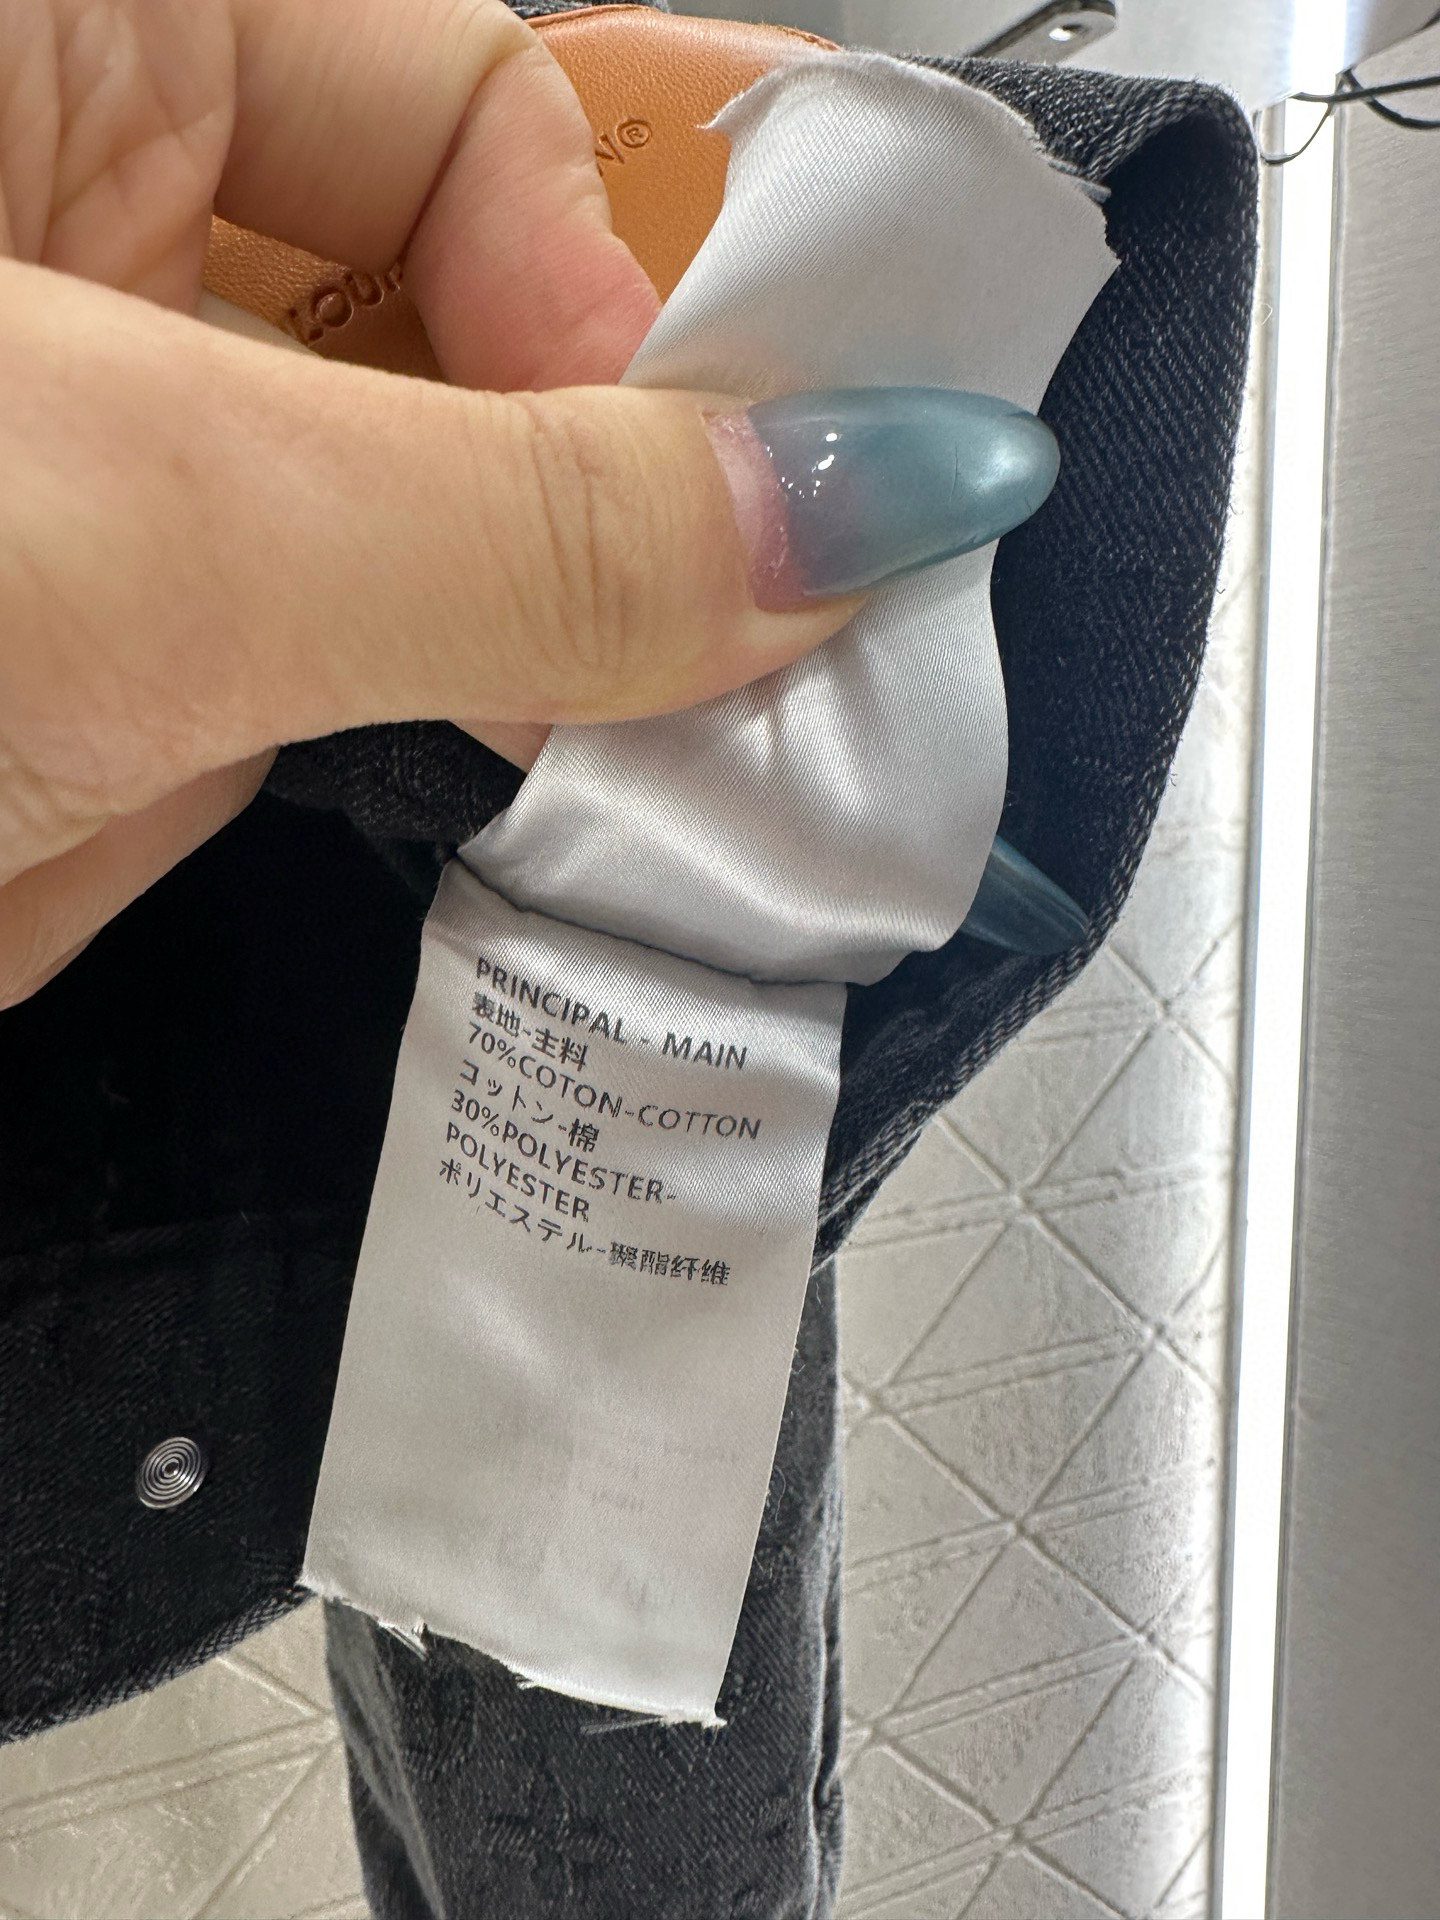 N®
LOUI
PRINCIPAL - MAIN
表地-主料
70%COTON-COTTON
コットン-棉
30%POLYESTER-
POLYESTER
ポリエステル-聚酯纤维